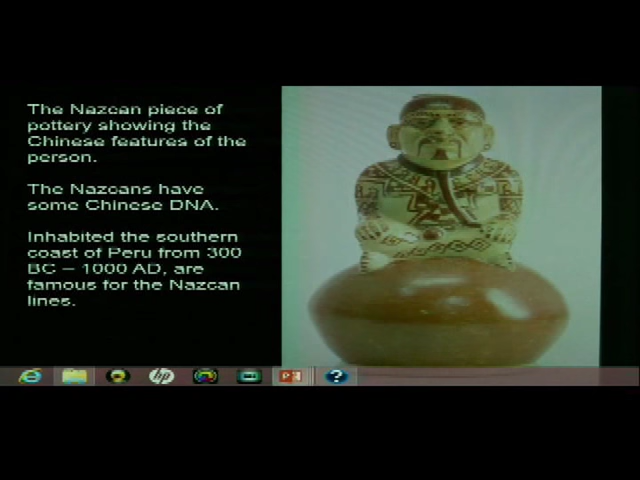 The Nazcan piece of
pottery showing the
Chinese features of the
person.
The Nazcans have
some Chinese DNA.
Inhabited the southern
coast of Peru from 300
BC – 1000 AD, are
famous for the Nazcan
lines.
hp
?